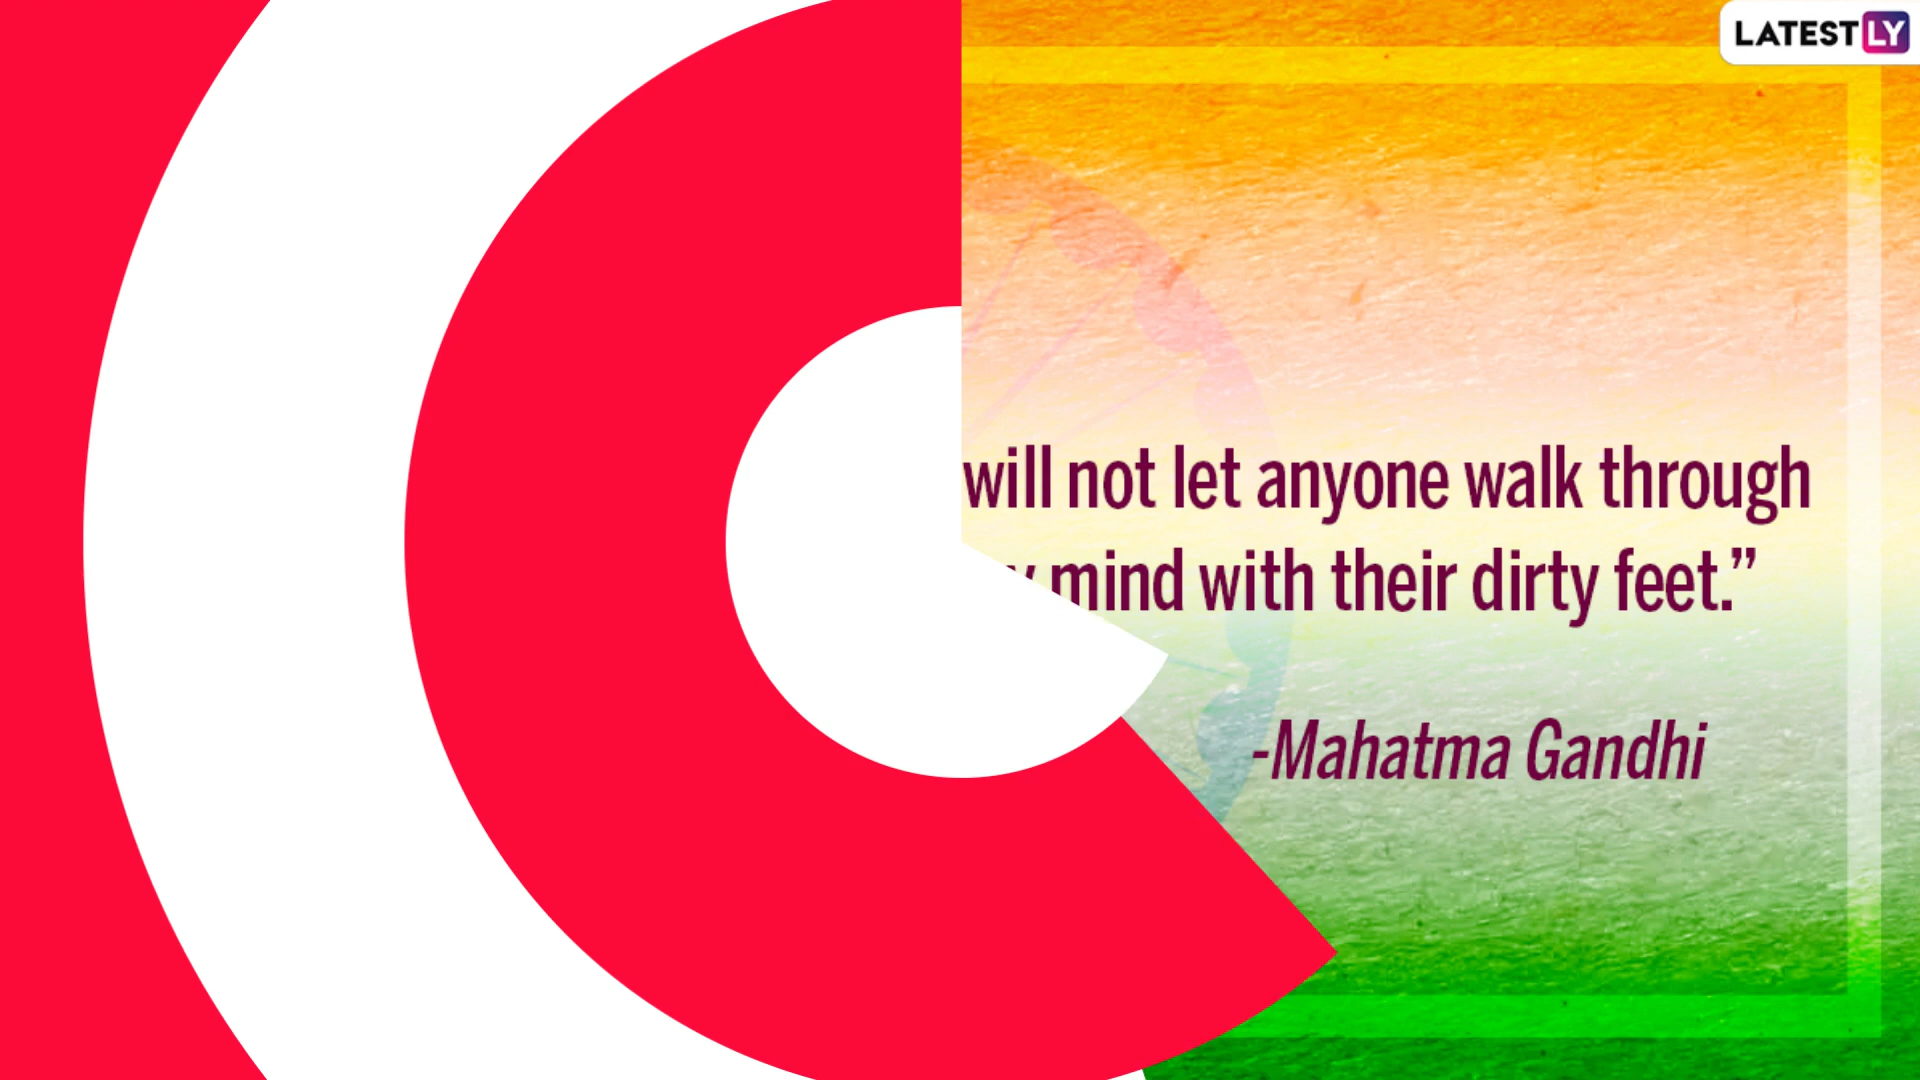 LATESTLY
will not let anyone walk through
mind with their dirty feet.”
-Mahatma Gandhi